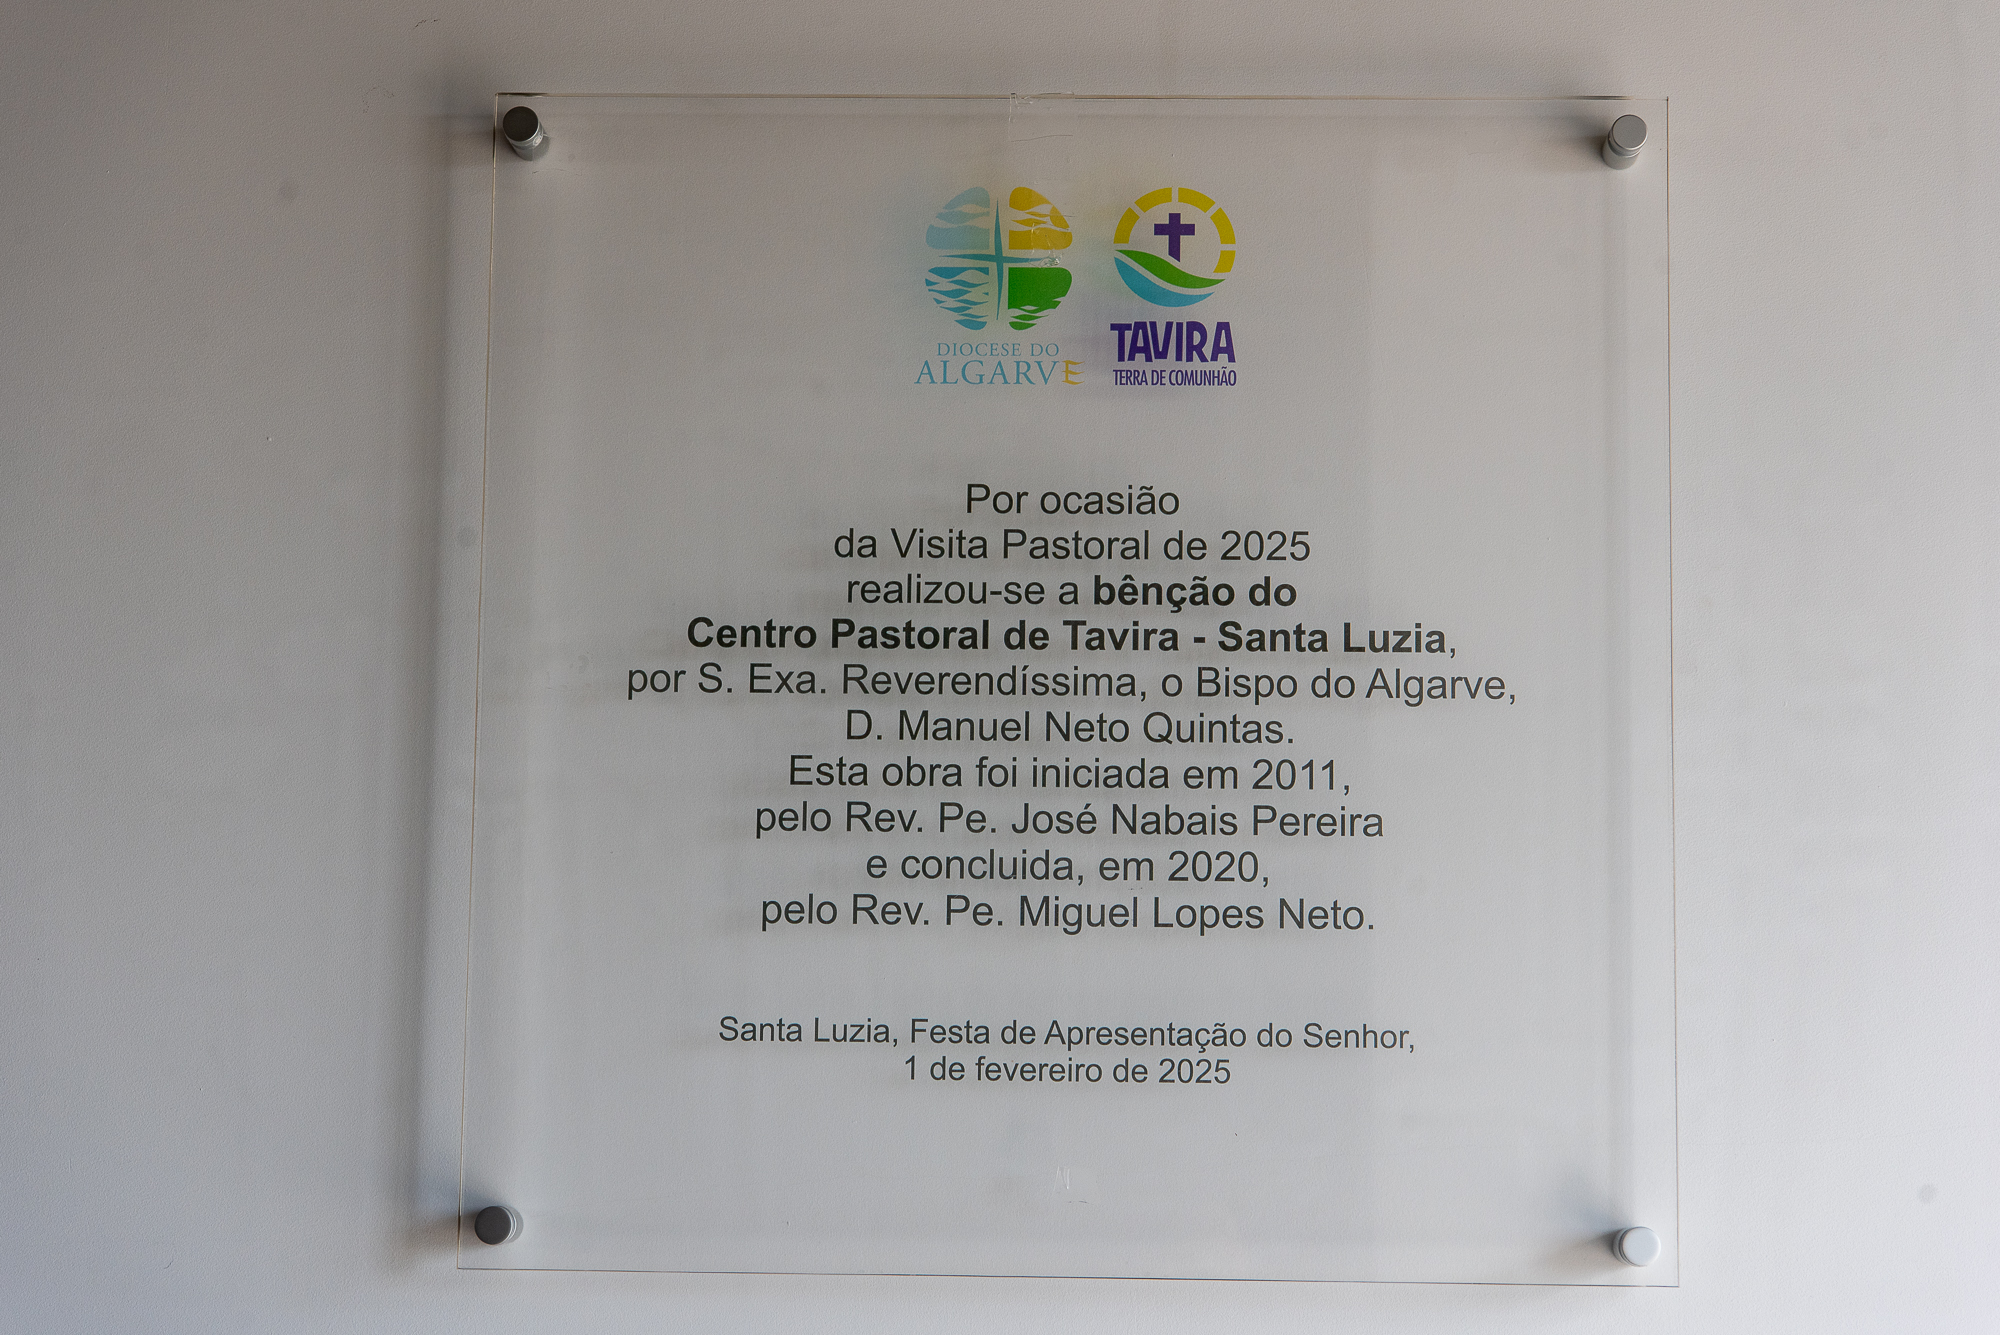 DIOCESE DO
ALGARVE
TAVIRA
TERRA DE COMUNHÃO
Por ocasião
da Visita Pastoral de 2025
realizou-se a bênção do
Centro Pastoral de Tavira - Santa Luzia,
por S. Exa. Reverendíssima, o Bispo do Algarve,
D. Manuel Neto Quintas.
Esta obra foi iniciada em 2011,
pelo Rev. Pe. José Nabais Pereira
e concluida, em 2020,
pelo Rev. Pe. Miguel Lopes Neto.
Santa Luzia, Festa de Apresentação do Senhor,
1 de fevereiro de 2025